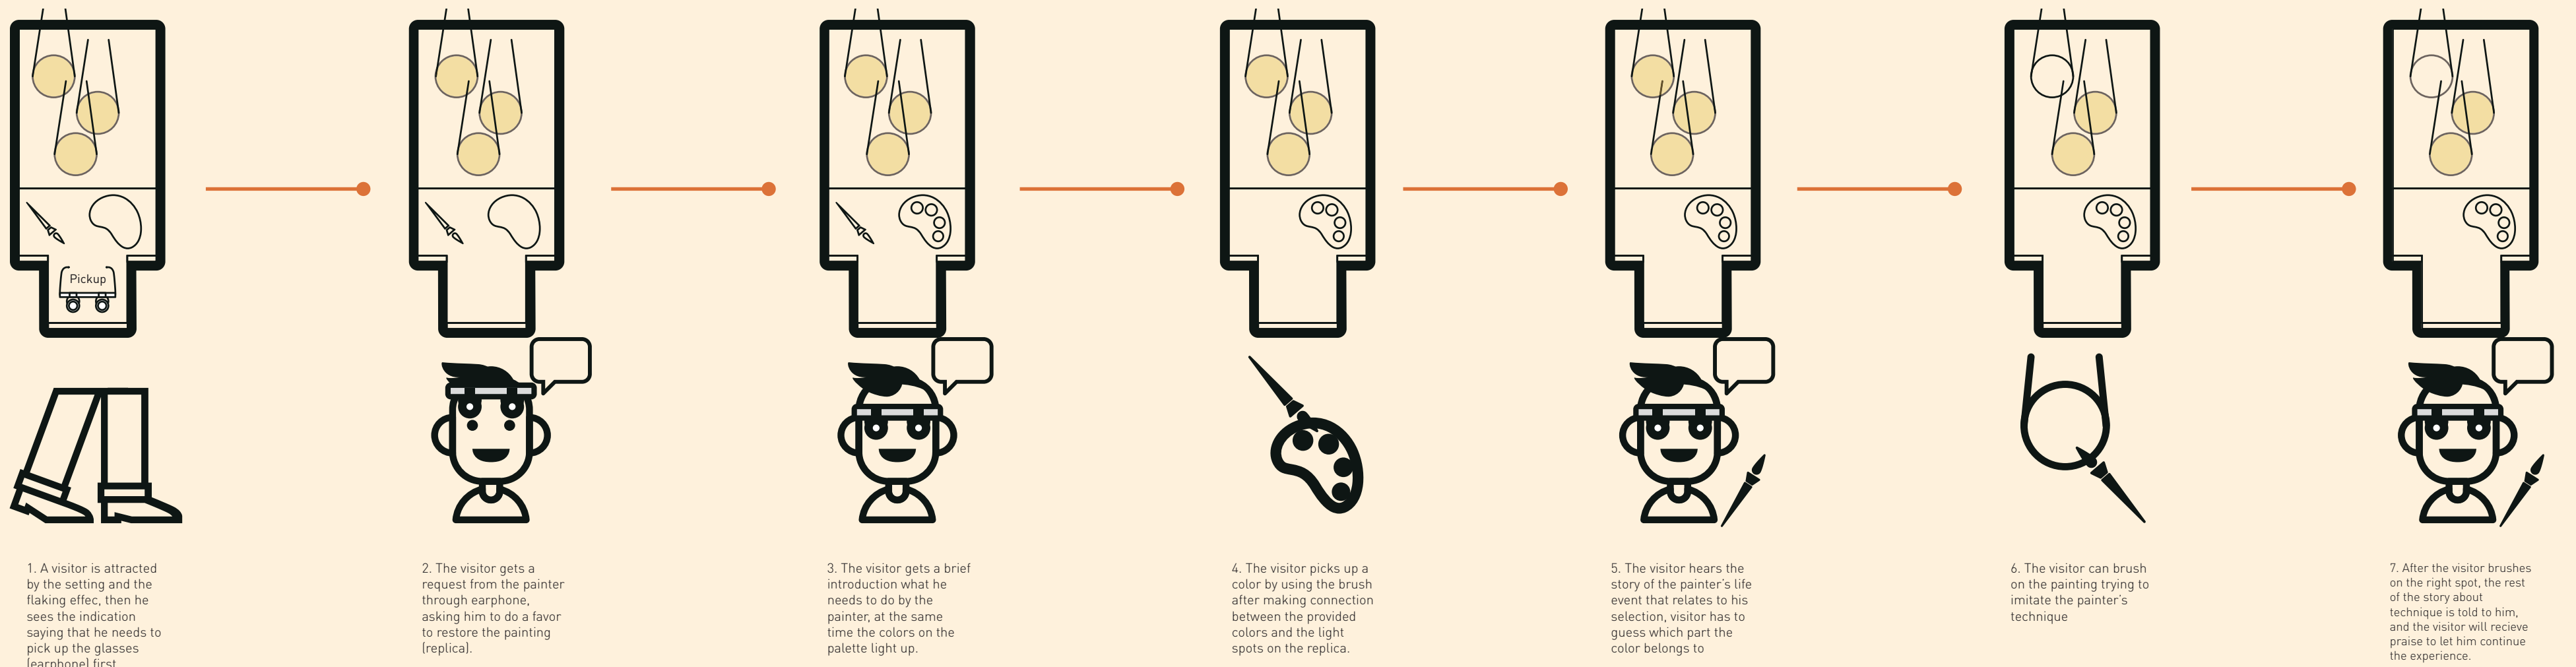 Pickup
1. A visitor is attracted
by the setting and the
flaking effec, then he
sees the indication
saying that he needs to
pick up the glasses
(earphone) first
2. The visitor gets a
request from the painter
through earphone,
asking him to do a favor
to restore the painting
(replica).
3. The visitor gets a brief
introduction what he
needs to do by the
painter, at the same
time the colors on the
palette light up.
4. The visitor picks up a
color by using the brush
after making connection
between the provided
colors and the light
spots on the replica.
5. The visitor hears the
story of the painter's life
event that relates to his
selection, visitor has to
guess which part the
color belongs to
6. The visitor can brush
on the painting trying to
imitate the painter's
technique
7. After the visitor brushes
on the right spot, the rest
of the story about
technique is told to him,
and the visitor will recieve
praise to let him continue
the experience.